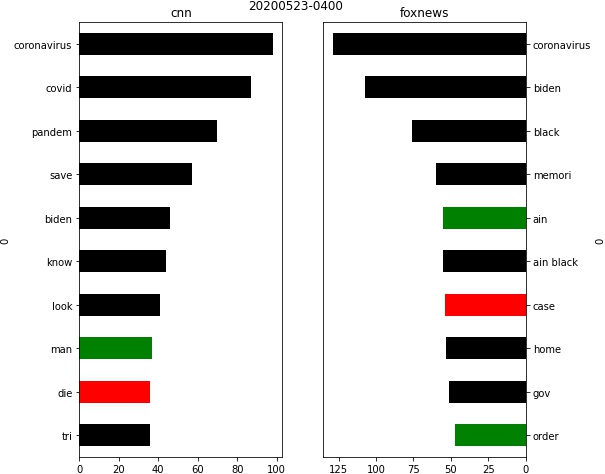 20200523-0400
cnn
foxnews
coronavirus
covid
pandem
save
biden
know
look
man
die
tri
0 20 40 60 80 100
0
coronavirus
biden
black
memori
ain
ain black
case
home
gov
order
125 100 75 50 25 0
0